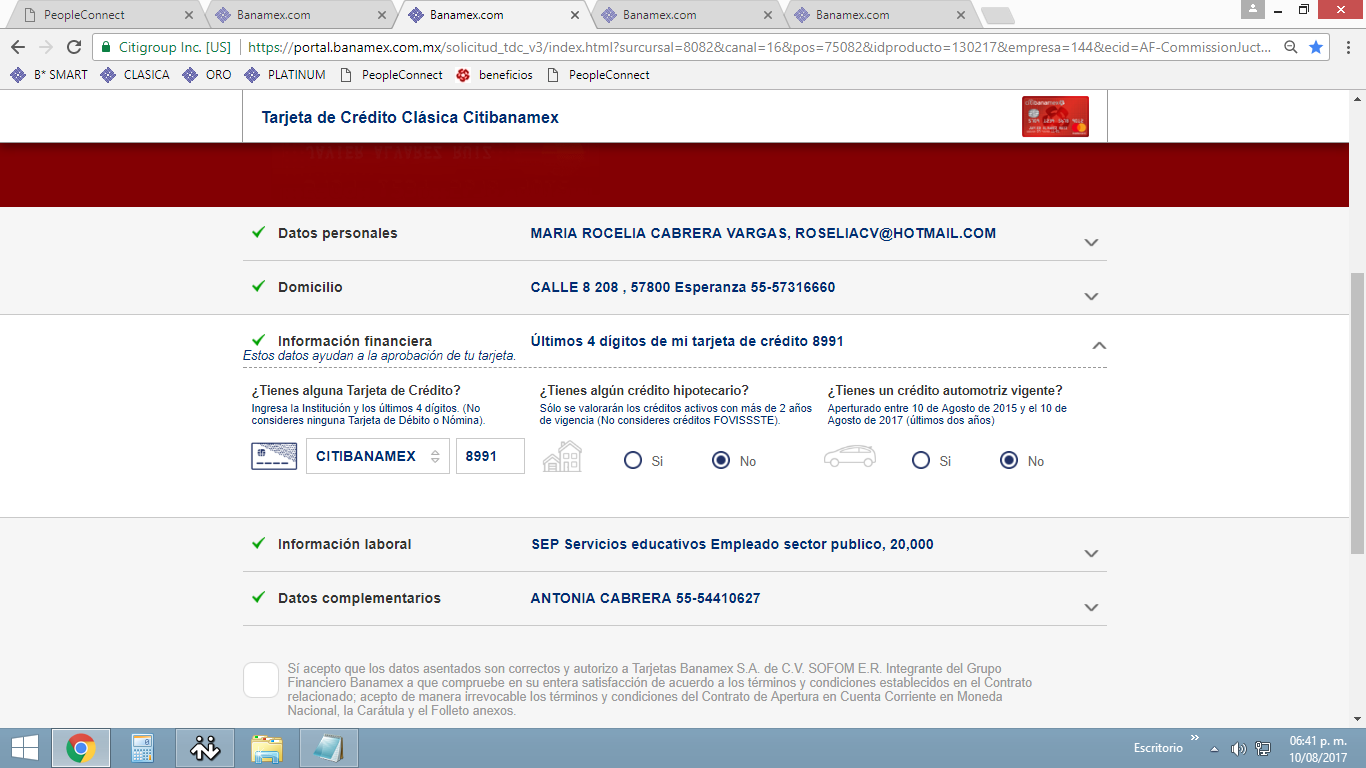 PeopleConnect
Banamex.com
Banamex.com
Banamex.com
Banamex.com
Citigroup Inc. [US]
https://portal.banamex.com.mx/solicitud_tdc_v3/index.html?surcursal=8082&canal=16&pos=75082&idproducto=130217&empresa=144&ecid=AF-CommissionJuct...
B* SMART
CLASICA
ORO
PLATINUM
PeopleConnect
beneficios
PeopleConnect
Tarjeta de Crédito Clásica Citibanamex
Datos personales
MARIA ROCELIA CABRERA VARGAS, ROSELIACV@HOTMAIL.COM
Domicilio
CALLE 8 208 , 57800 Esperanza 55-57316660
Información financiera
Últimos 4 dígitos de mi tarjeta de crédito 8991
Estos datos ayudan a la aprobación de tu tarjeta.
¿Tienes alguna Tarjeta de Crédito?
Ingresa la Institución y los últimos 4 dígitos. (No
consideres ninguna Tarjeta de Débito o Nómina).
CITIBANAMEX
8991
¿Tienes algún crédito hipotecario?
Sólo se valorarán los créditos activos con más de 2 años
de vigencia (No consideres créditos FOVISSSTE).
Si
No
¿Tienes un crédito automotriz vigente?
Aperturado entre 10 de Agosto de 2015 y el 10 de
Agosto de 2017 (últimos dos años)
Si
No
Información laboral
SEP Servicios educativos Empleado sector publico, 20,000
Datos complementarios
ANTONIA CABRERA 55-54410627
Sí acepto que los datos asentados son correctos y autorizo a Tarjetas Banamex S.A. de C.V. SOFOM E.R. Integrante del Grupo
Financiero Banamex a que compruebe en su entera satisfacción de acuerdo a los términos y condiciones establecidos en el Contrato
relacionado; acepto de manera irrevocable los términos y condiciones del Contrato de Apertura en Cuenta Corriente en Moneda
Nacional, la Carátula y el Folleto anexos.
Escritorio
06:41 p. m.
10/08/2017